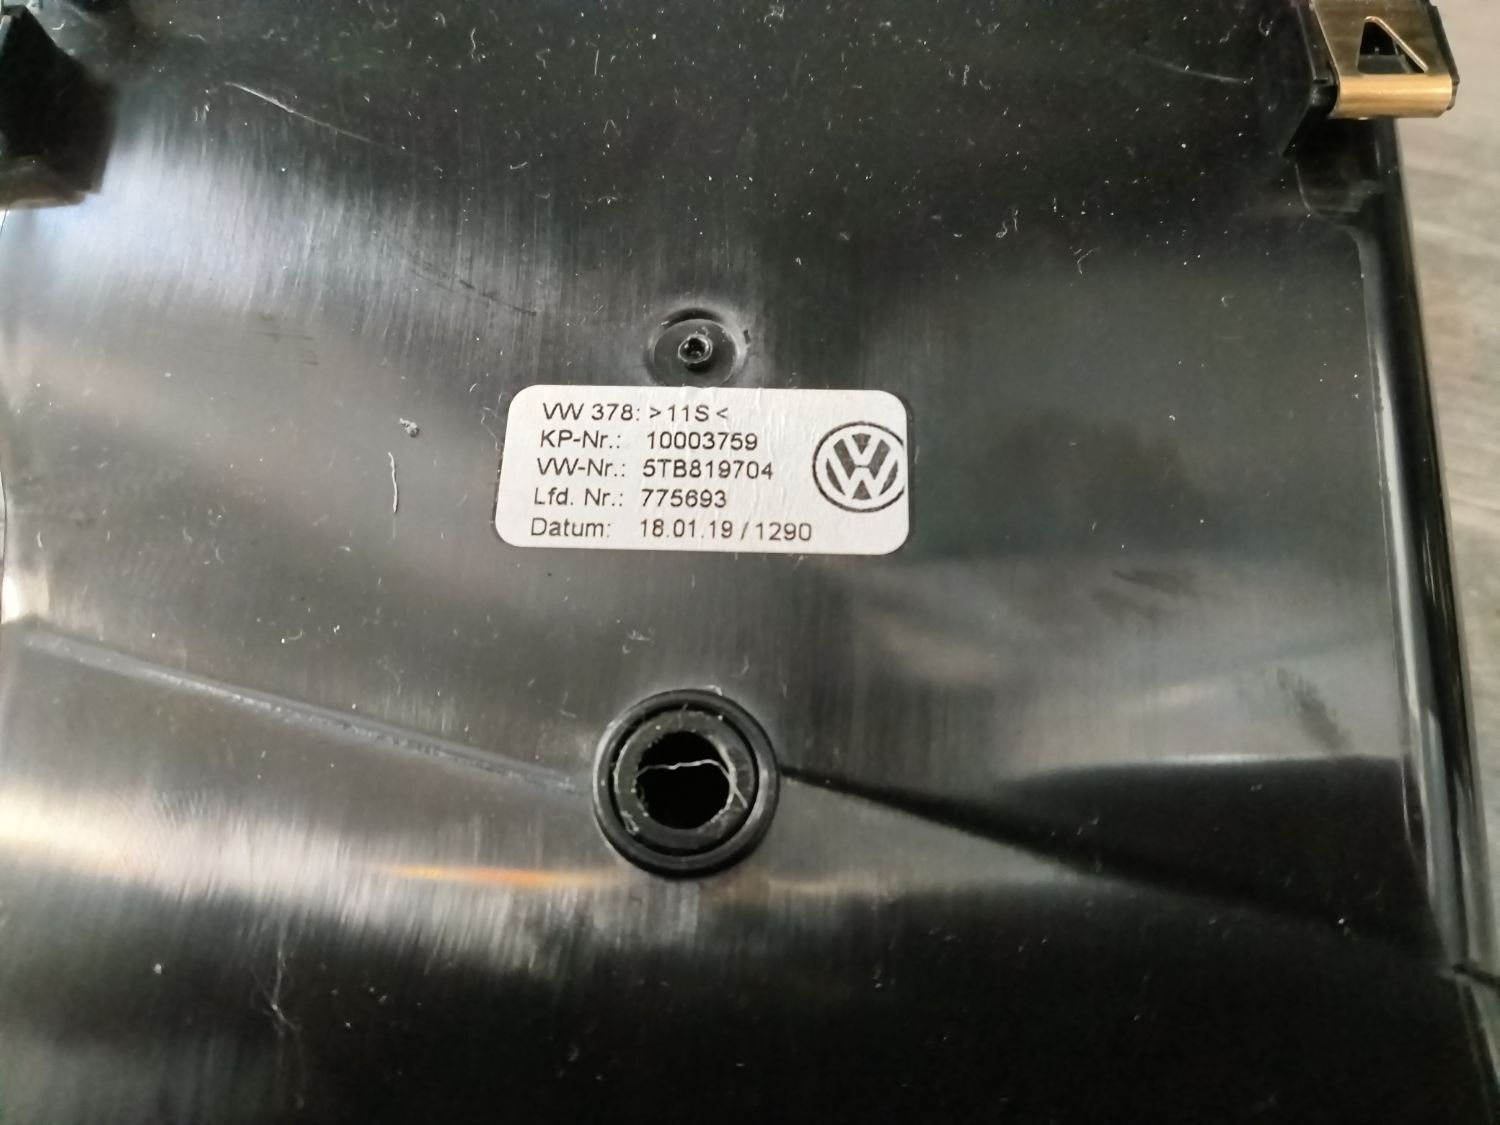 VW 378: >11S<
KP-Nr.: 10003759
VW-Nr.: 5TB819704
Lfd. Nr.: 775693
Datum: 18.01.19 / 1290